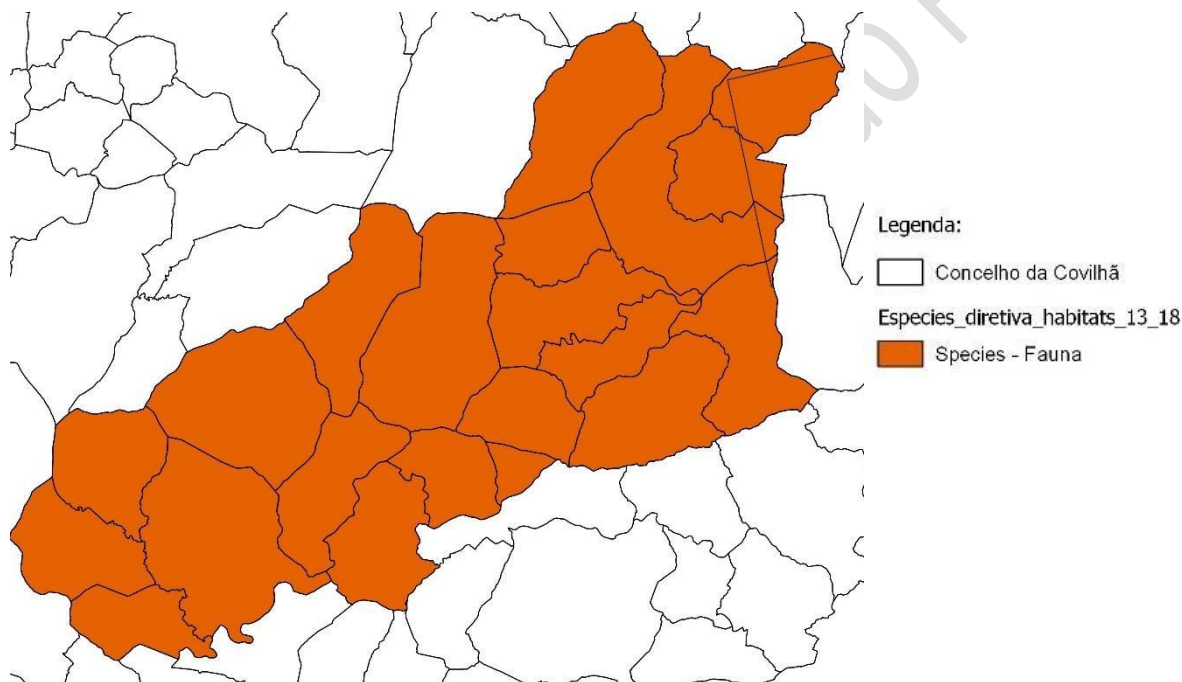 Legenda:
Concelho da Covilhã
Especies_diretiva_habitats_13_18
Species - Fauna